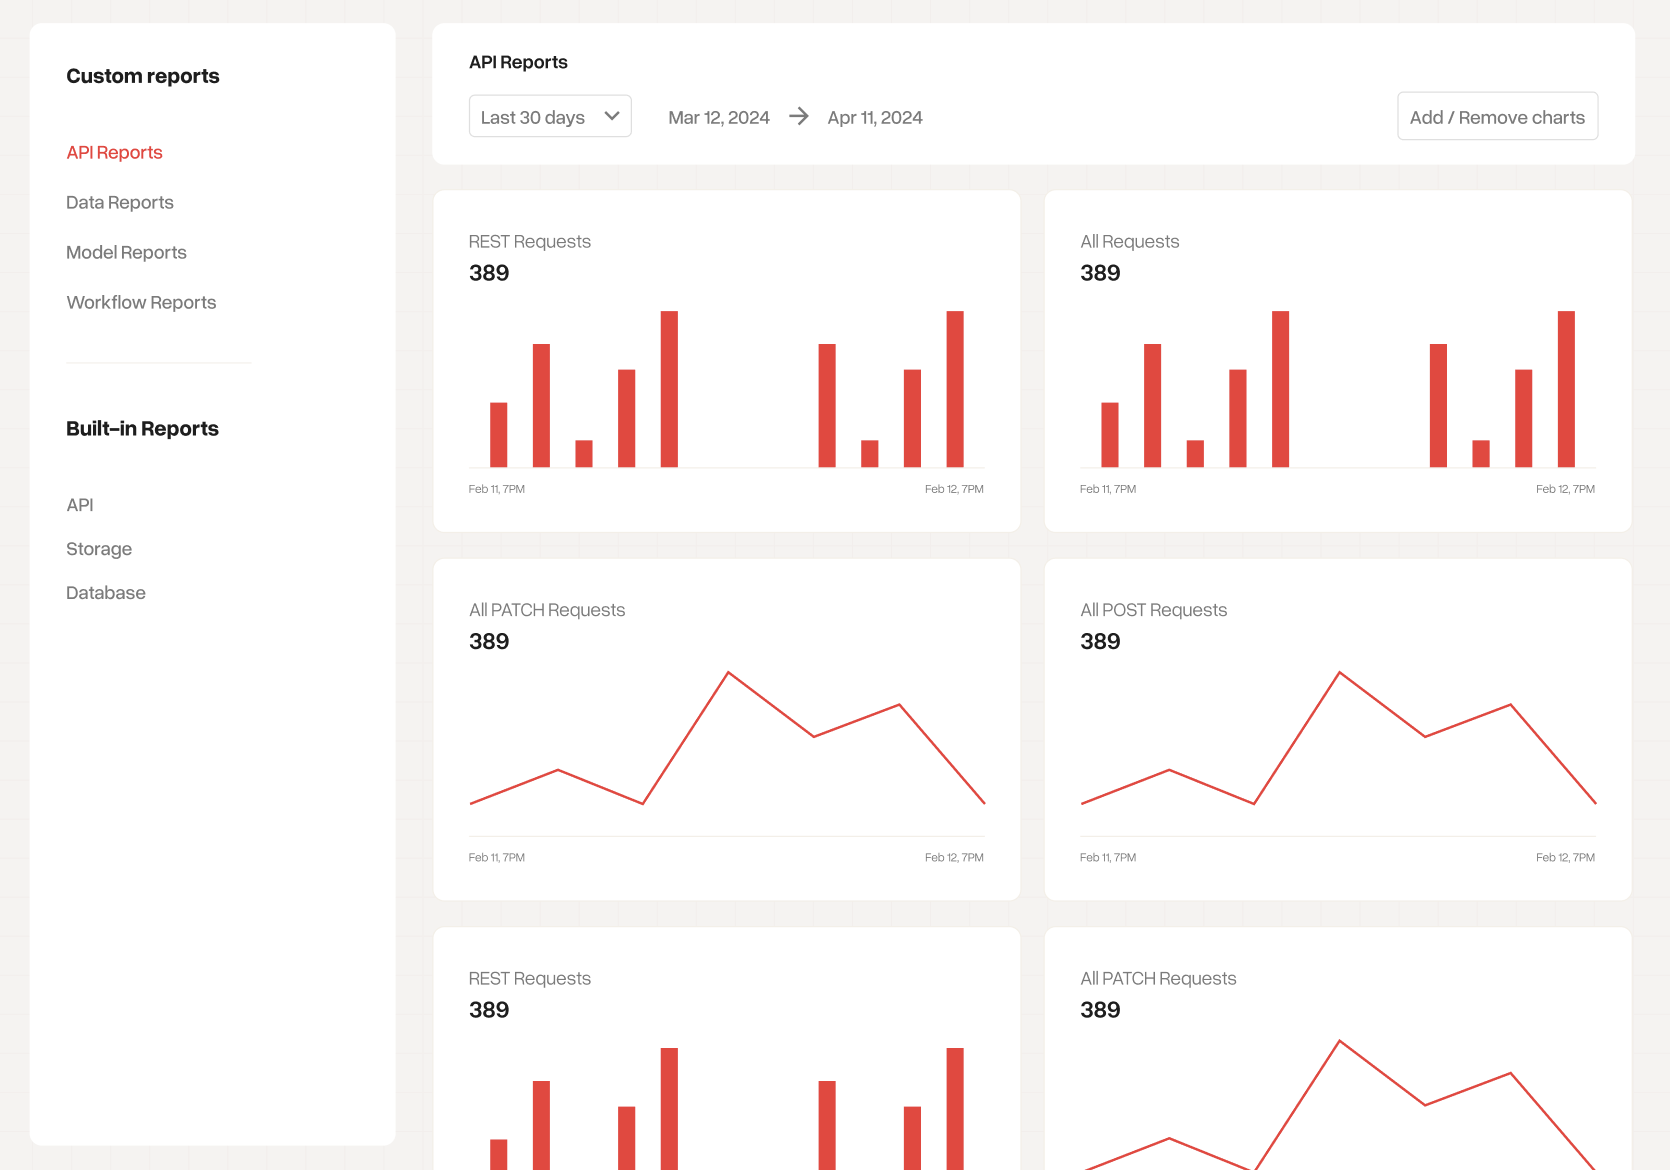 Custom reports
API Reports
Data Reports
Model Reports
Workflow Reports
Built-in Reports
API
Storage
Database
API Reports
Last 30 days
Mar 12, 2024 → Apr 11, 2024
Add / Remove charts
REST Requests
389
Feb 11, 7PM
Feb 12, 7PM
All Requests
389
Feb 11, 7PM
Feb 12, 7PM
All PATCH Requests
389
Feb 11, 7PM
Feb 12, 7PM
All POST Requests
389
Feb 11, 7PM
Feb 12, 7PM
REST Requests
389
All PATCH Requests
389